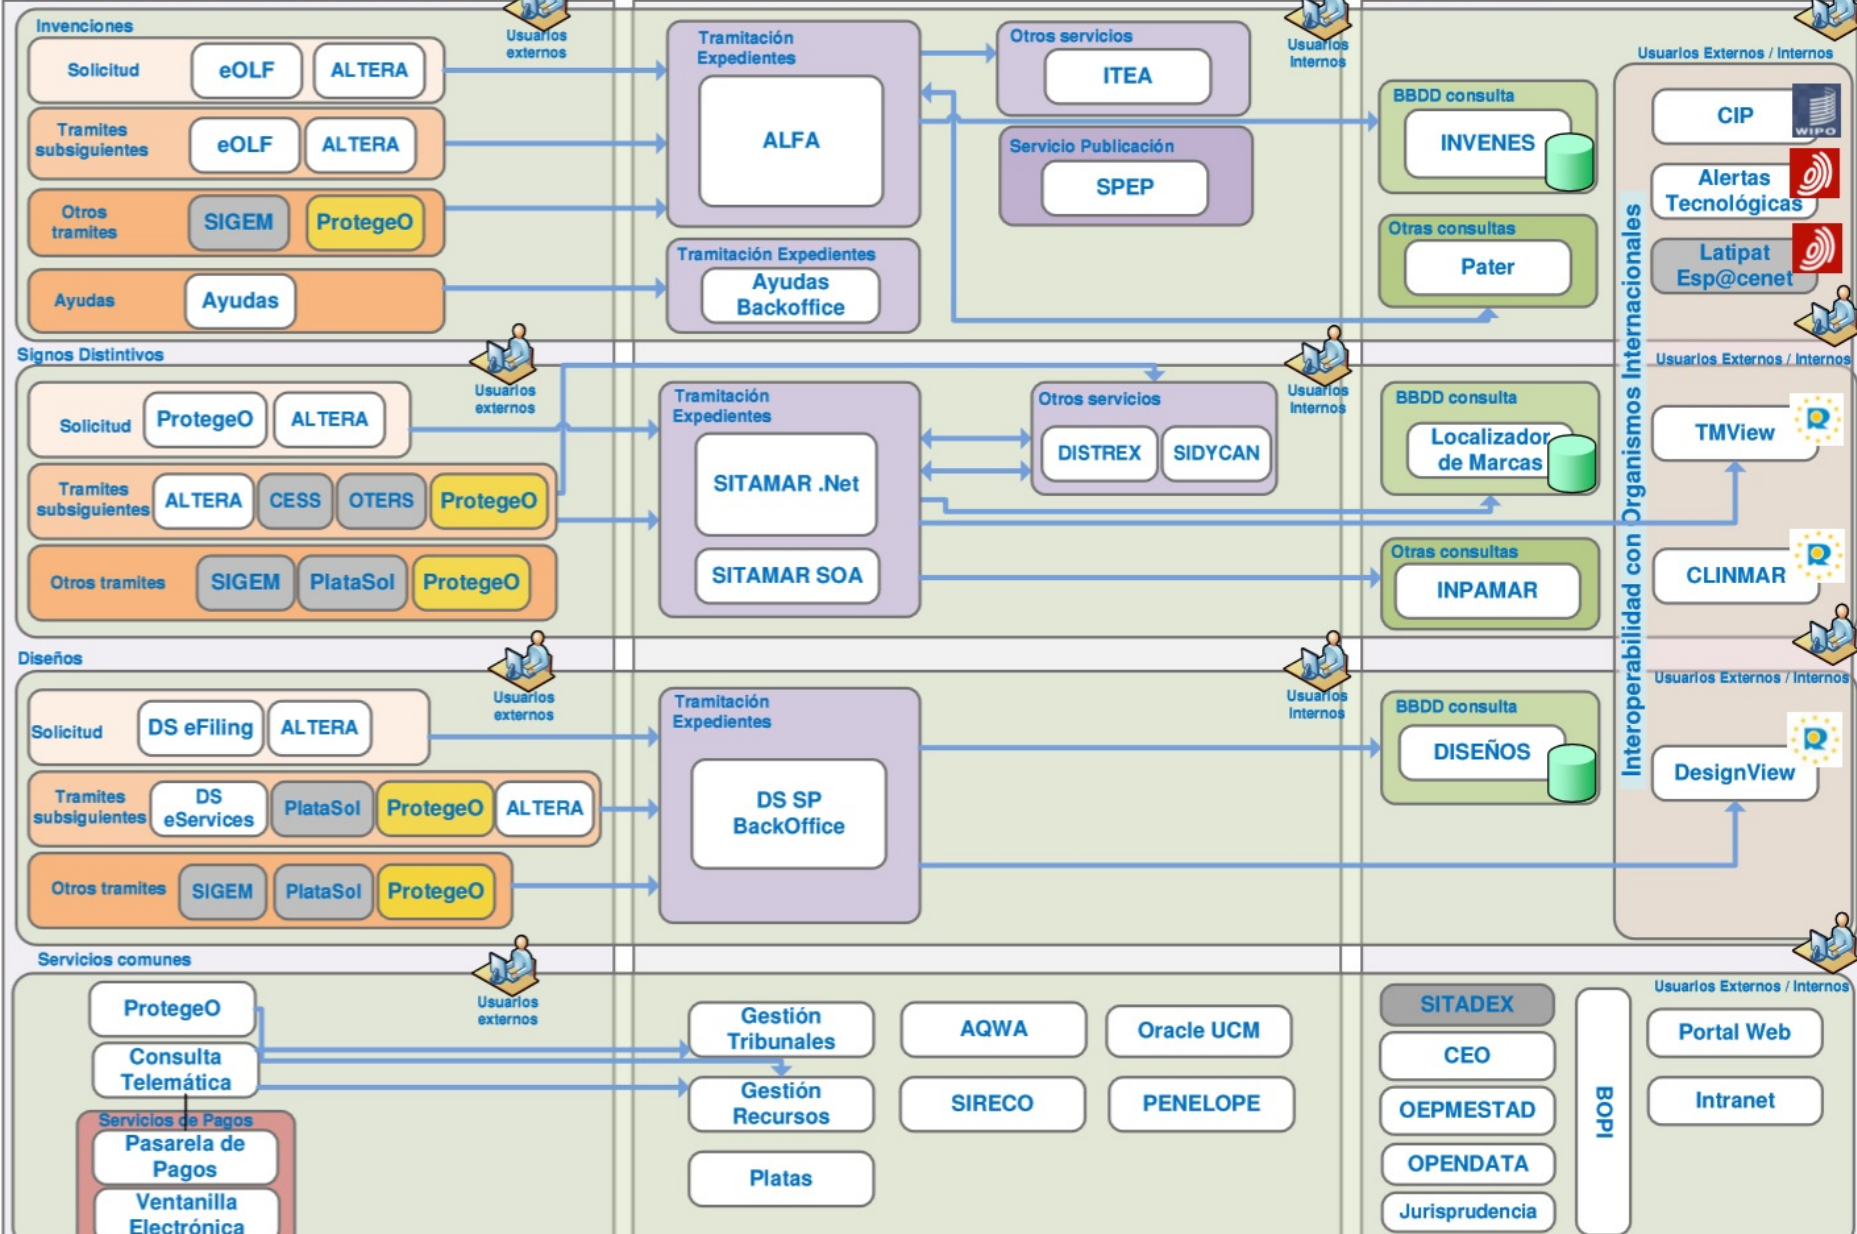 Invenciones
Solicitud
eOLF
ALTERA
Tramites
subsiguientes
eOLF
ALTERA
Otros
tramites
SIGEM
ProtegeO
Ayudas
Ayudas
Usuarios
externos
Tramitación
Expedientes
ALFA
Tramitación Expedientes
Ayudas
Backoffice
Otros servicios
ITEA
Servicio Publicación
SPEP
Usuarios
Internos
BBDD consulta
INVENES
Otras consultas
Pater
Usuarios Externos / Internos
CIP
WIPO
Alertas
Tecnológicas
Latipat
Esp@cenet
Interoperabilidad con Organismos Internacionales
Signos Distintivos
Solicitud
ProtegeO
ALTERA
Tramites
subsiguientes
ALTERA
CESS
OTERS
ProtegeO
Otros tramites
SIGEM
PlataSol
ProtegeO
Usuarios
externos
Tramitación
Expedientes
SITAMAR .Net
SITAMAR SOA
Otros servicios
DISTREX
SIDYCAN
Usuarios
Internos
BBDD consulta
Localizador
de Marcas
Otras consultas
INPAMAR
Usuarios Externos / Internos
TMView
CLINMAR
Diseños
Solicitud
DS eFiling
ALTERA
Tramites
subsiguientes
DS
eServices
PlataSol
ProtegeO
ALTERA
Otros tramites
SIGEM
PlataSol
ProtegeO
Usuarios
externos
Tramitación
Expedientes
DS SP
BackOffice
Usuarios
Internos
BBDD consulta
DISEÑOS
Usuarios Externos / Internos
DesignView
Servicios comunes
ProtegeO
Consulta
Telemática
Servicios de Pagos
Pasarela de
Pagos
Ventanilla
Electrónica
Usuarios
externos
Gestión
Tribunales
AQWA
Oracle UCM
Gestión
Recursos
SIRECO
PENELOPE
Platas
SITADEX
CEO
OEPMESTAD
OPENDATA
Jurisprudencia
BOPI
Usuarios Externos / Internos
Portal Web
Intranet